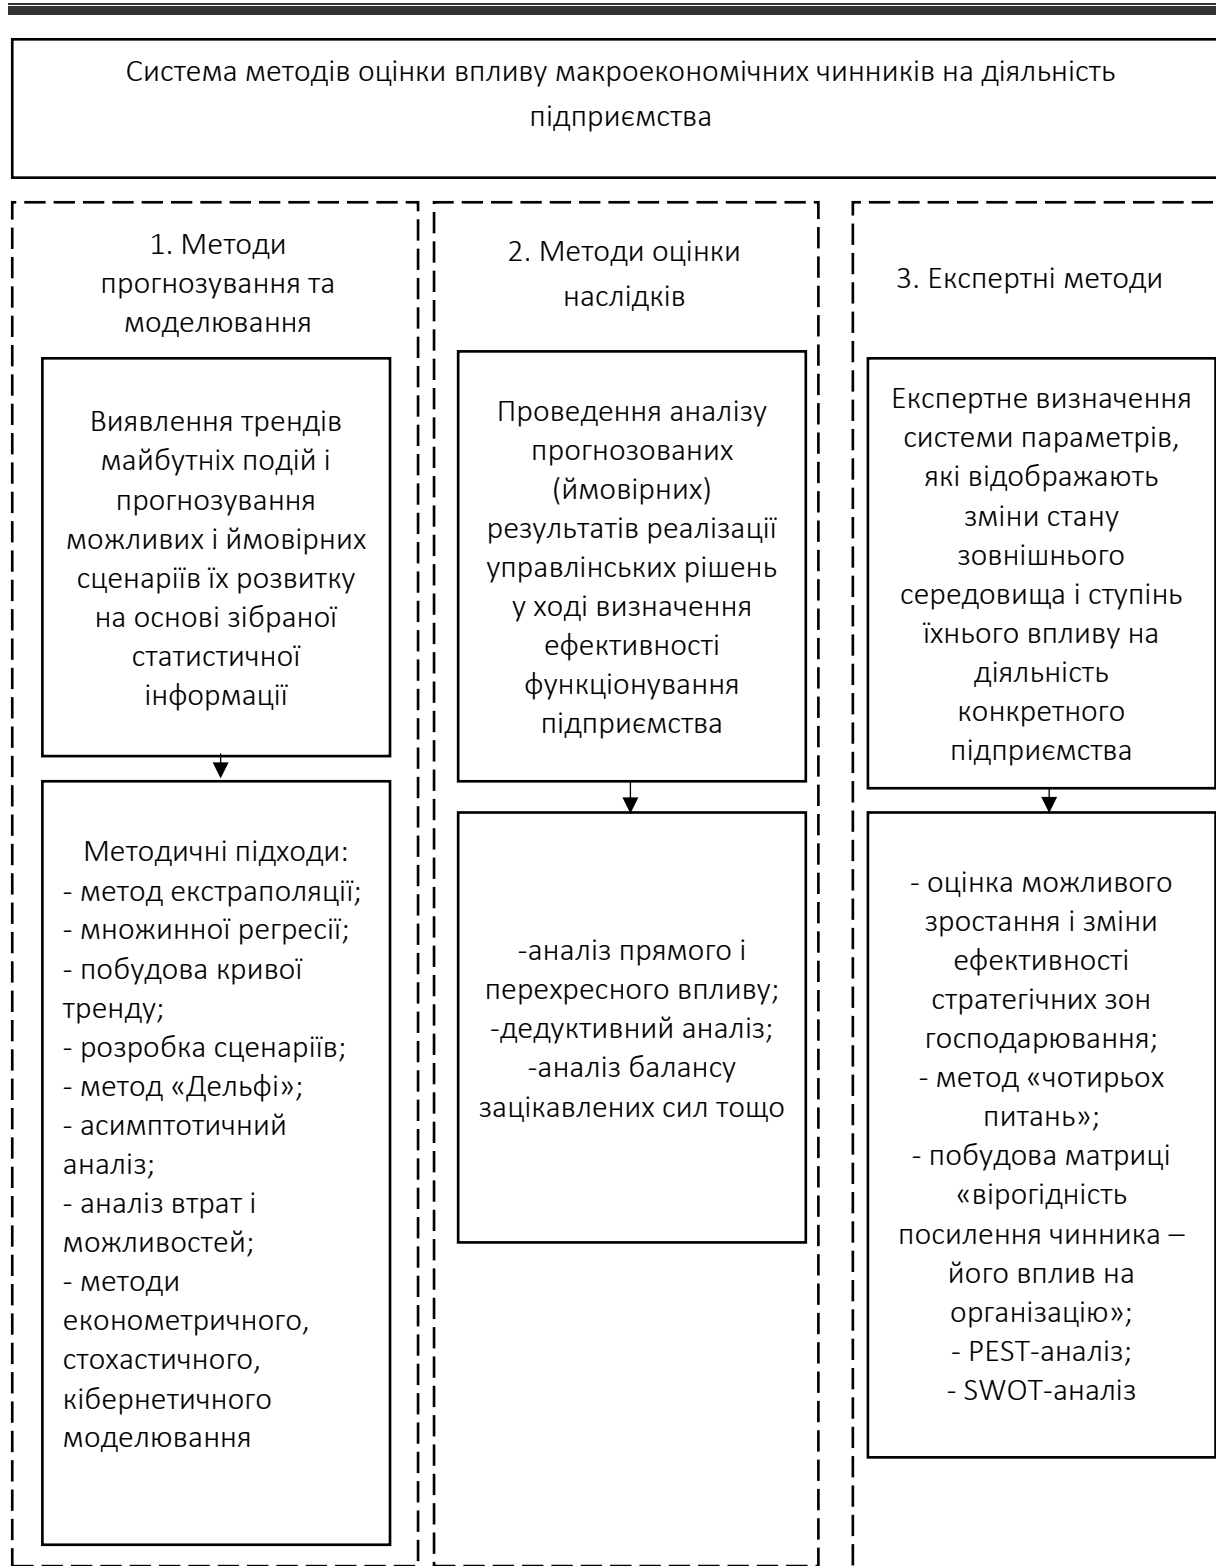 Система методів оцінки впливу макроекономічних чинників на діяльність
підприємства
1. Методи
прогнозування та
моделювання
Виявлення трендів
майбутніх подій і
прогнозування
можливих і ймовірних
сценаріїв їх розвитку
на основі зібраної
статистичної
інформації
Методичні підходи:
- метод екстраполяції;
- множинної регресії;
- побудова кривої
тренду;
- розробка сценаріїв;
- метод «Дельфі»;
- асимптотичний
аналіз;
- аналіз втрат і
можливостей;
- методи
економетричного,
стохастичного,
кібернетичного
моделювання
2. Методи оцінки
наслідків
Проведення аналізу
прогнозованих
(ймовірних)
результатів реалізації
управлінських рішень
у ході визначення
ефективності
функціонування
підприємства
-аналіз прямого і
перехресного впливу;
-дедуктивний аналіз;
-аналіз балансу
зацікавлених сил тощо
3. Експертні методи
Експертне визначення
системи параметрів,
які відображають
зміни стану
зовнішнього
середовища і ступінь
їхнього впливу на
діяльність
конкретного
підприємства
- оцінка можливого
зростання і зміни
ефективності
стратегічних зон
господарювання;
- метод «чотирьох
питань»;
- побудова матриці
«вірогідність
посилення чинника –
його вплив на
організацію»;
- PEST-аналіз;
- SWOT-аналіз